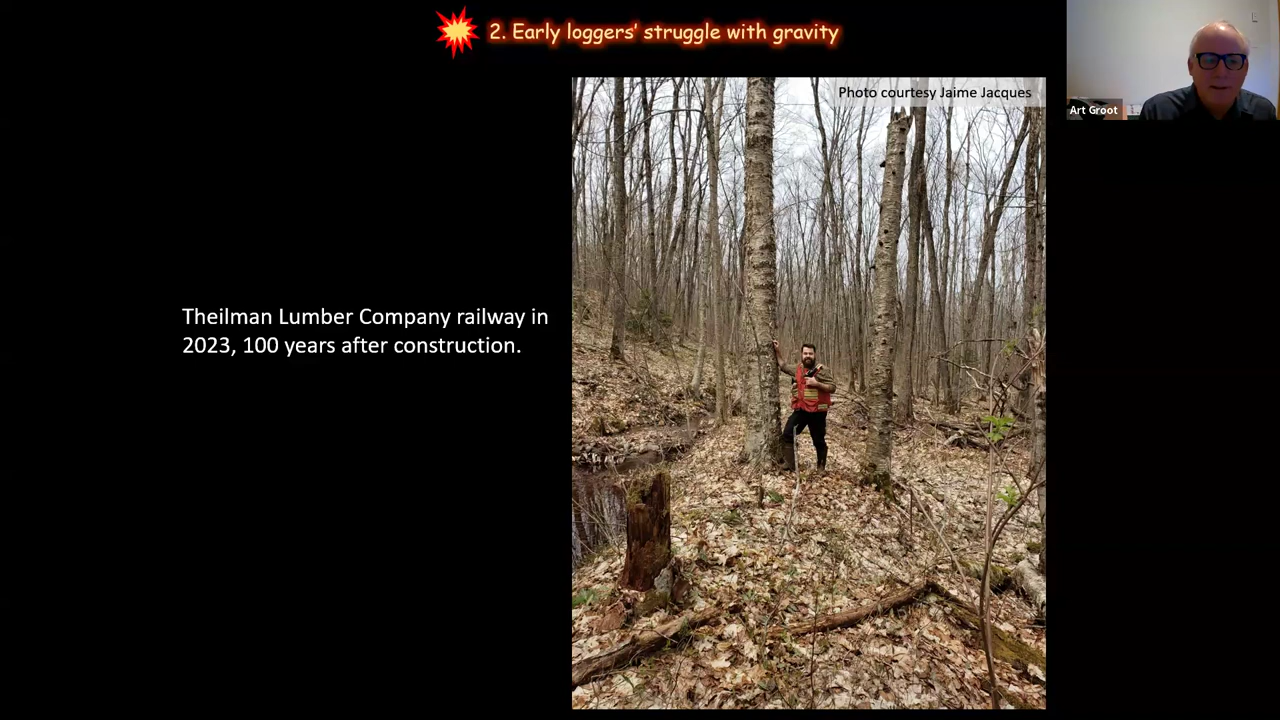 2. Early loggers' struggle with gravity
Photo courtesy Jaime Jacques
Art Groot
Theilman Lumber Company railway in
2023, 100 years after construction.